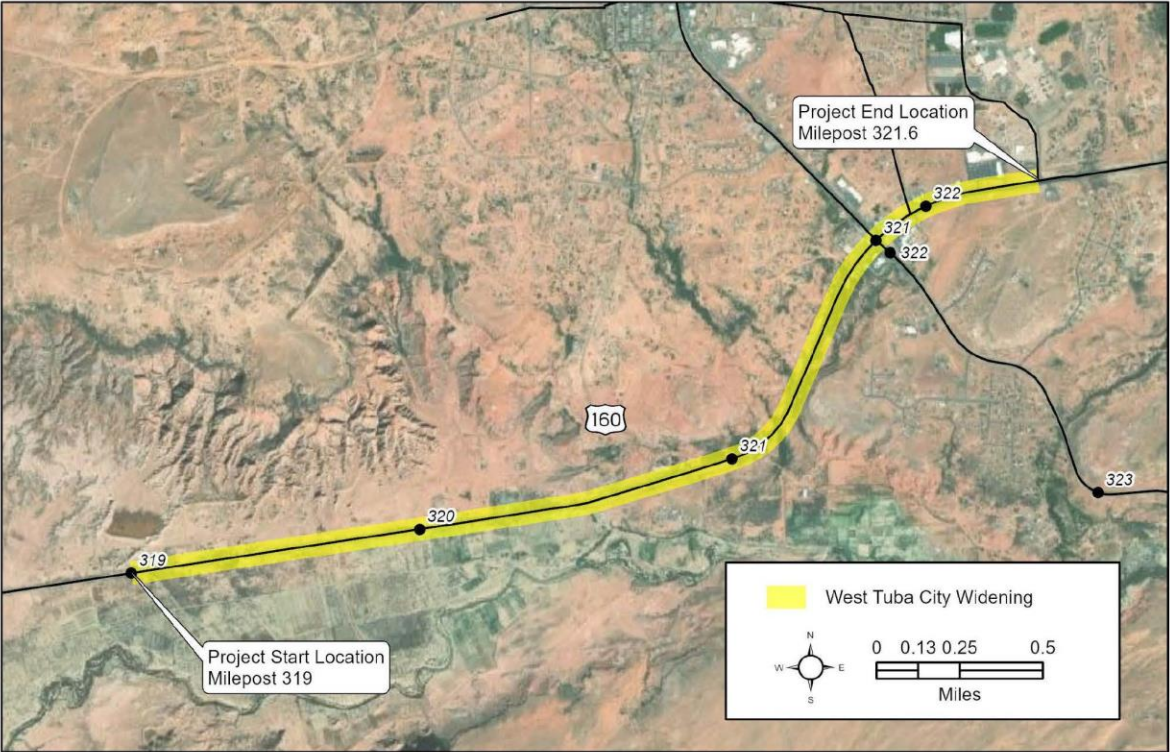 Project End Location
Milepost 321.6
322
321
322
160
321
323
320
319
Project Start Location
Milepost 319
West Tuba City Widening
N
W E
S
0 0.13 0.25 0.5
Miles